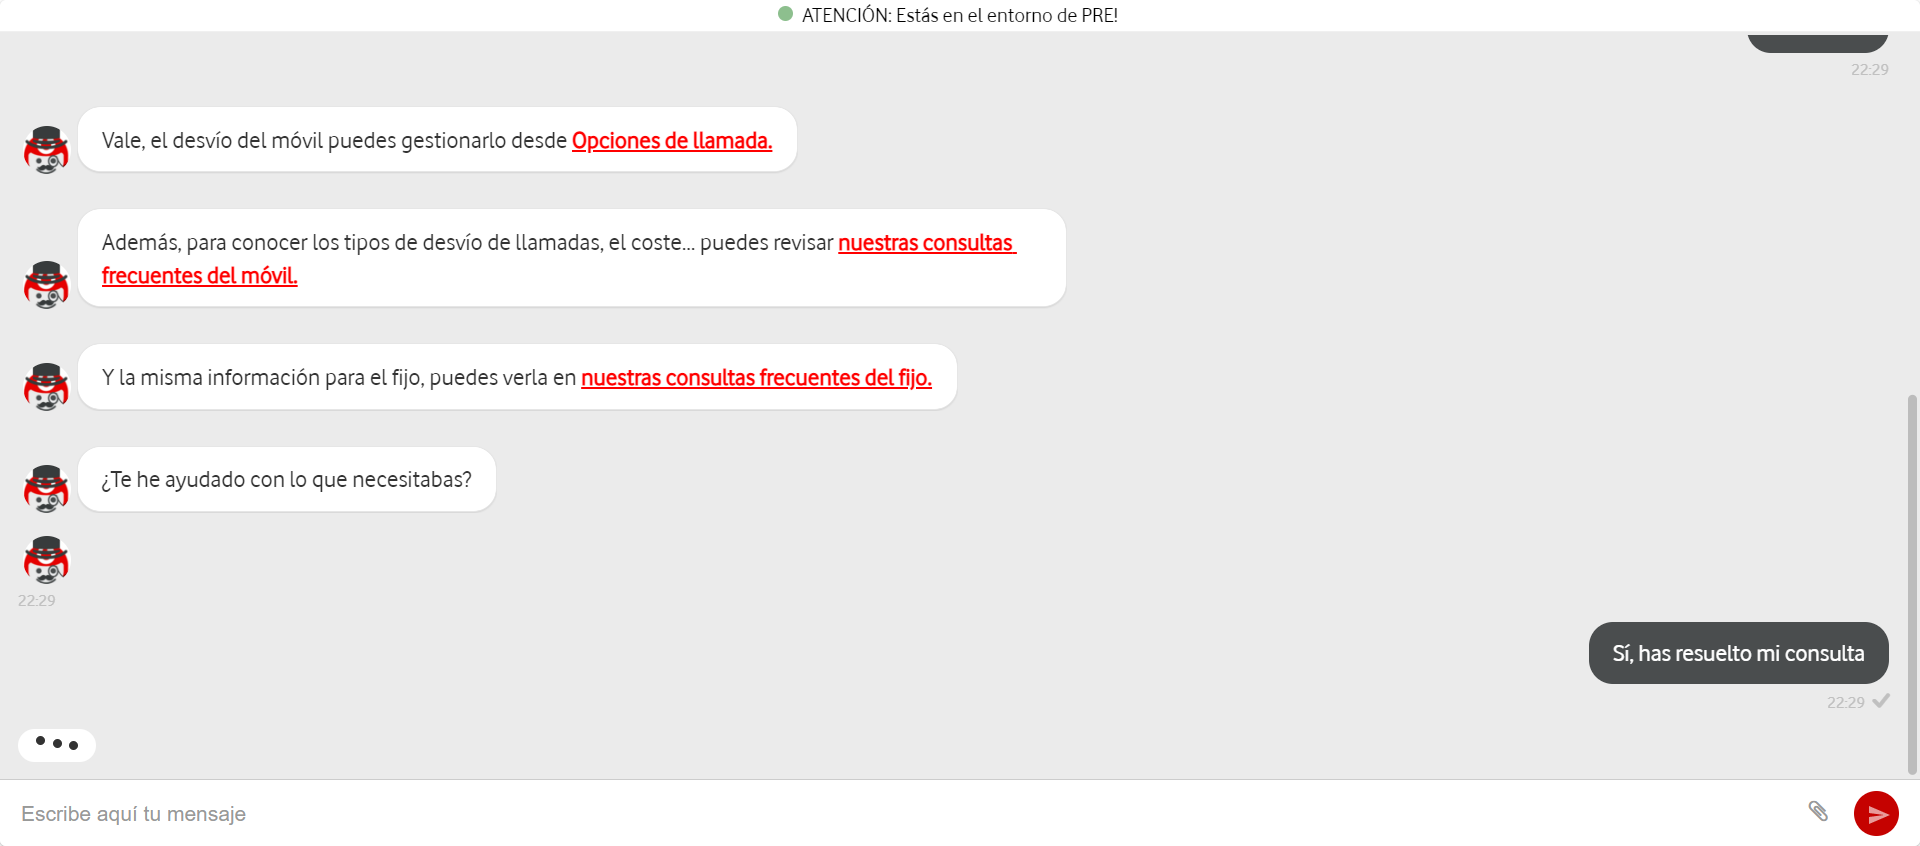 ATENCIÓN: Estás en el entorno de PRE!
22:29
Vale, el desvío del móvil puedes gestionarlo desde Opciones de llamada.
Además, para conocer los tipos de desvío de llamadas, el coste... puedes revisar nuestras consultas
frecuentes del móvil.
Y la misma información para el fijo, puedes verla en nuestras consultas frecuentes del fijo.
¿Te he ayudado con lo que necesitabas?
22:29
Sí, has resuelto mi consulta
22:29
Escribe aquí tu mensaje